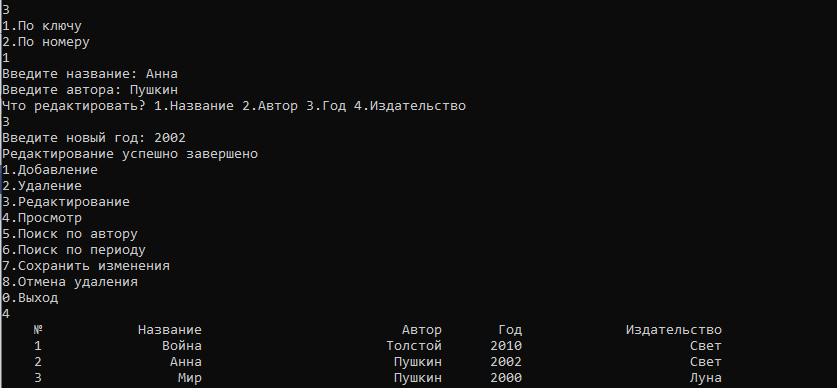 3
1.По ключу
2.По номеру
1
Введите название: Анна
Введите автора: Пушкин
Что редактировать? 1.Название 2.Автор 3.Год 4.Издательство
3
Введите новый год: 2002
Редактирование успешно завершено
1.Добавление
2.Удаление
3.Редактирование
4.Просмотр
5.Поиск по автору
6.Поиск по периоду
7.Сохранить изменения
8.Отмена удаления
0.Выход
4
№ Название Автор Год Издательство
1 Война Толстой 2010 Свет
2 Анна Пушкин 2002 Свет
3 Мир Пушкин 2000 Луна